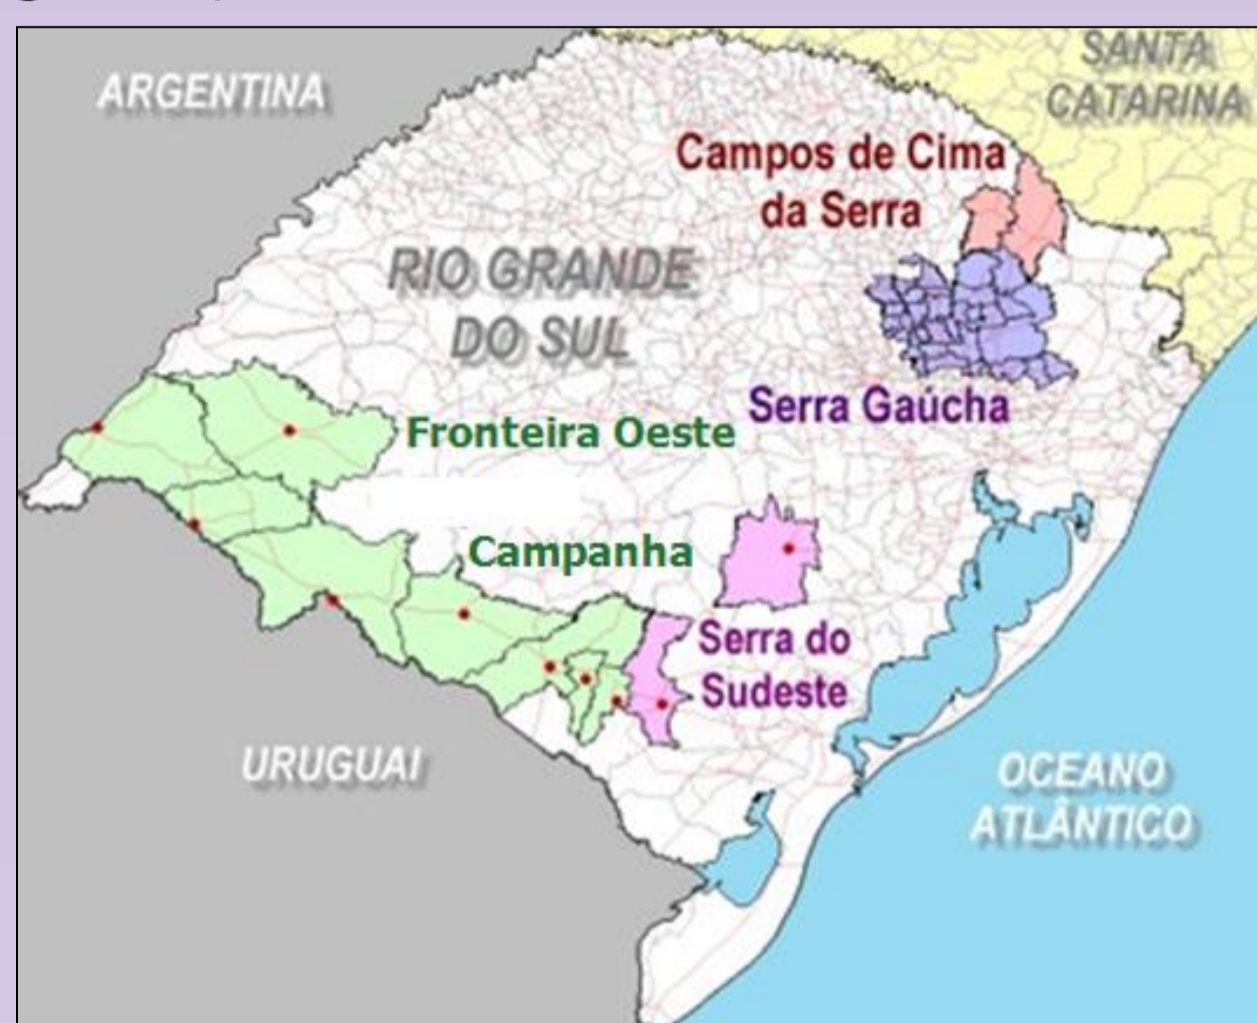 ARGENTINA
SANTA
CATARINA
Campos de Cima
da Serra
RIO GRANDE
DO SUL
Serra Gaúcha
Fronteira Oeste
Campanha
Serra do
Sudeste
URUGUAI
OCEANO
ATLÂNTICO